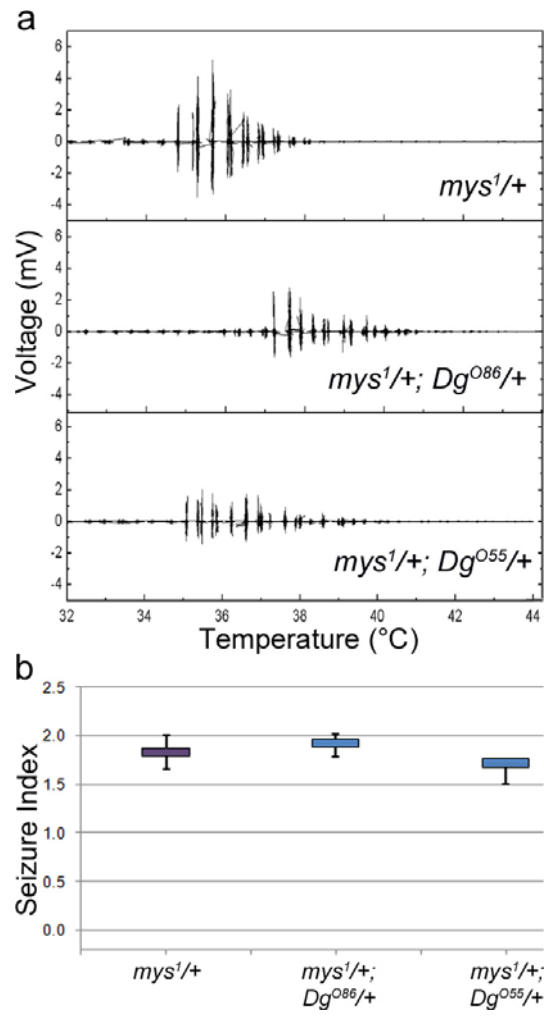 a
6
4
2
0
-2
-4
mys¹/+
6
4
2
0
-2
-4
mys¹/+; Dgᴼ⁸⁶/+
6
4
2
0
-2
-4
mys¹/+; Dgᴼ⁵⁵/+
Voltage (mV)
32 34 36 38 40 42 44
Temperature (°C)
b
2.5
2.0
1.5
1.0
0.5
0.0
Seizure Index
mys¹/+ mys¹/+; mys¹/+;
Dgᴼ⁸⁶/+ Dgᴼ⁵⁵/+